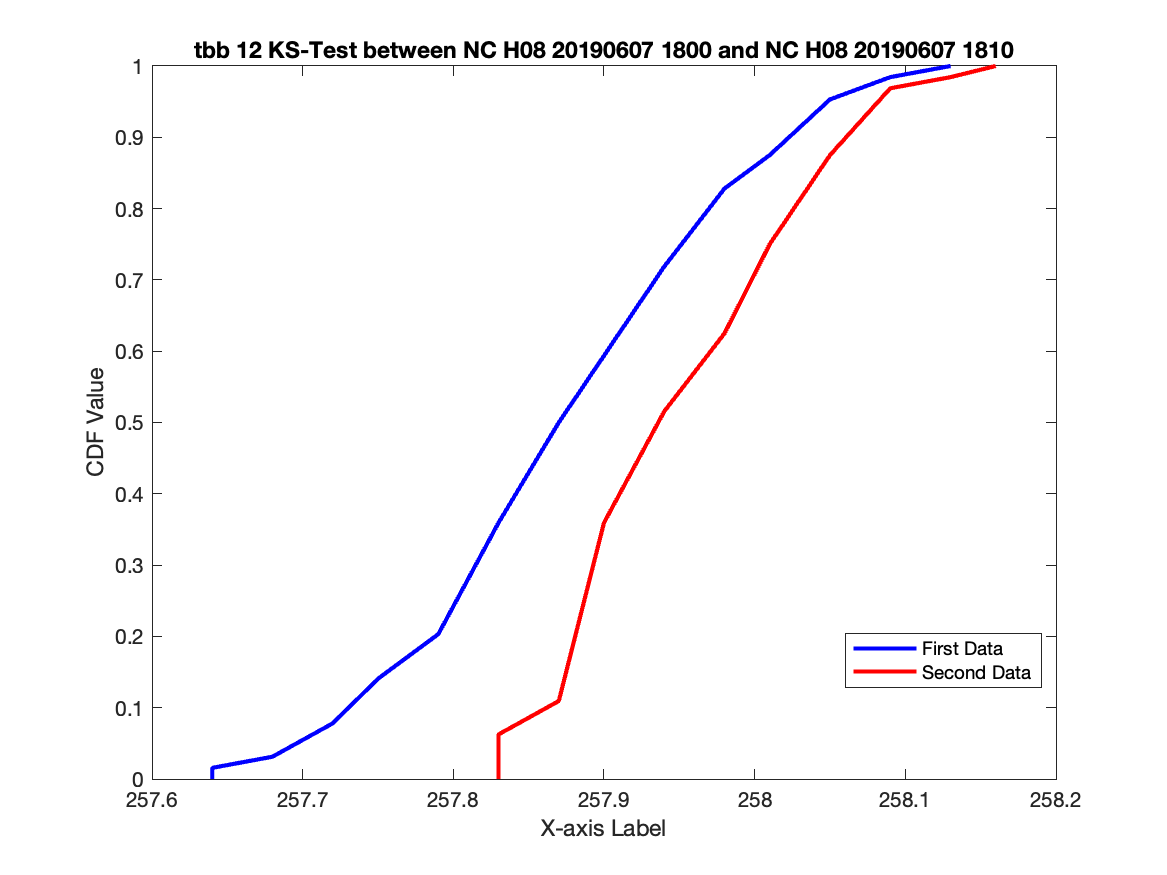 tbb 12 KS-Test between NC H08 20190607 1800 and NC H08 20190607 1810
1
0.9
0.8
0.7
0.6
0.5
0.4
0.3
0.2
0.1
0
CDF Value
First Data
Second Data
257.6 257.7 257.8 257.9 258 258.1 258.2
X-axis Label